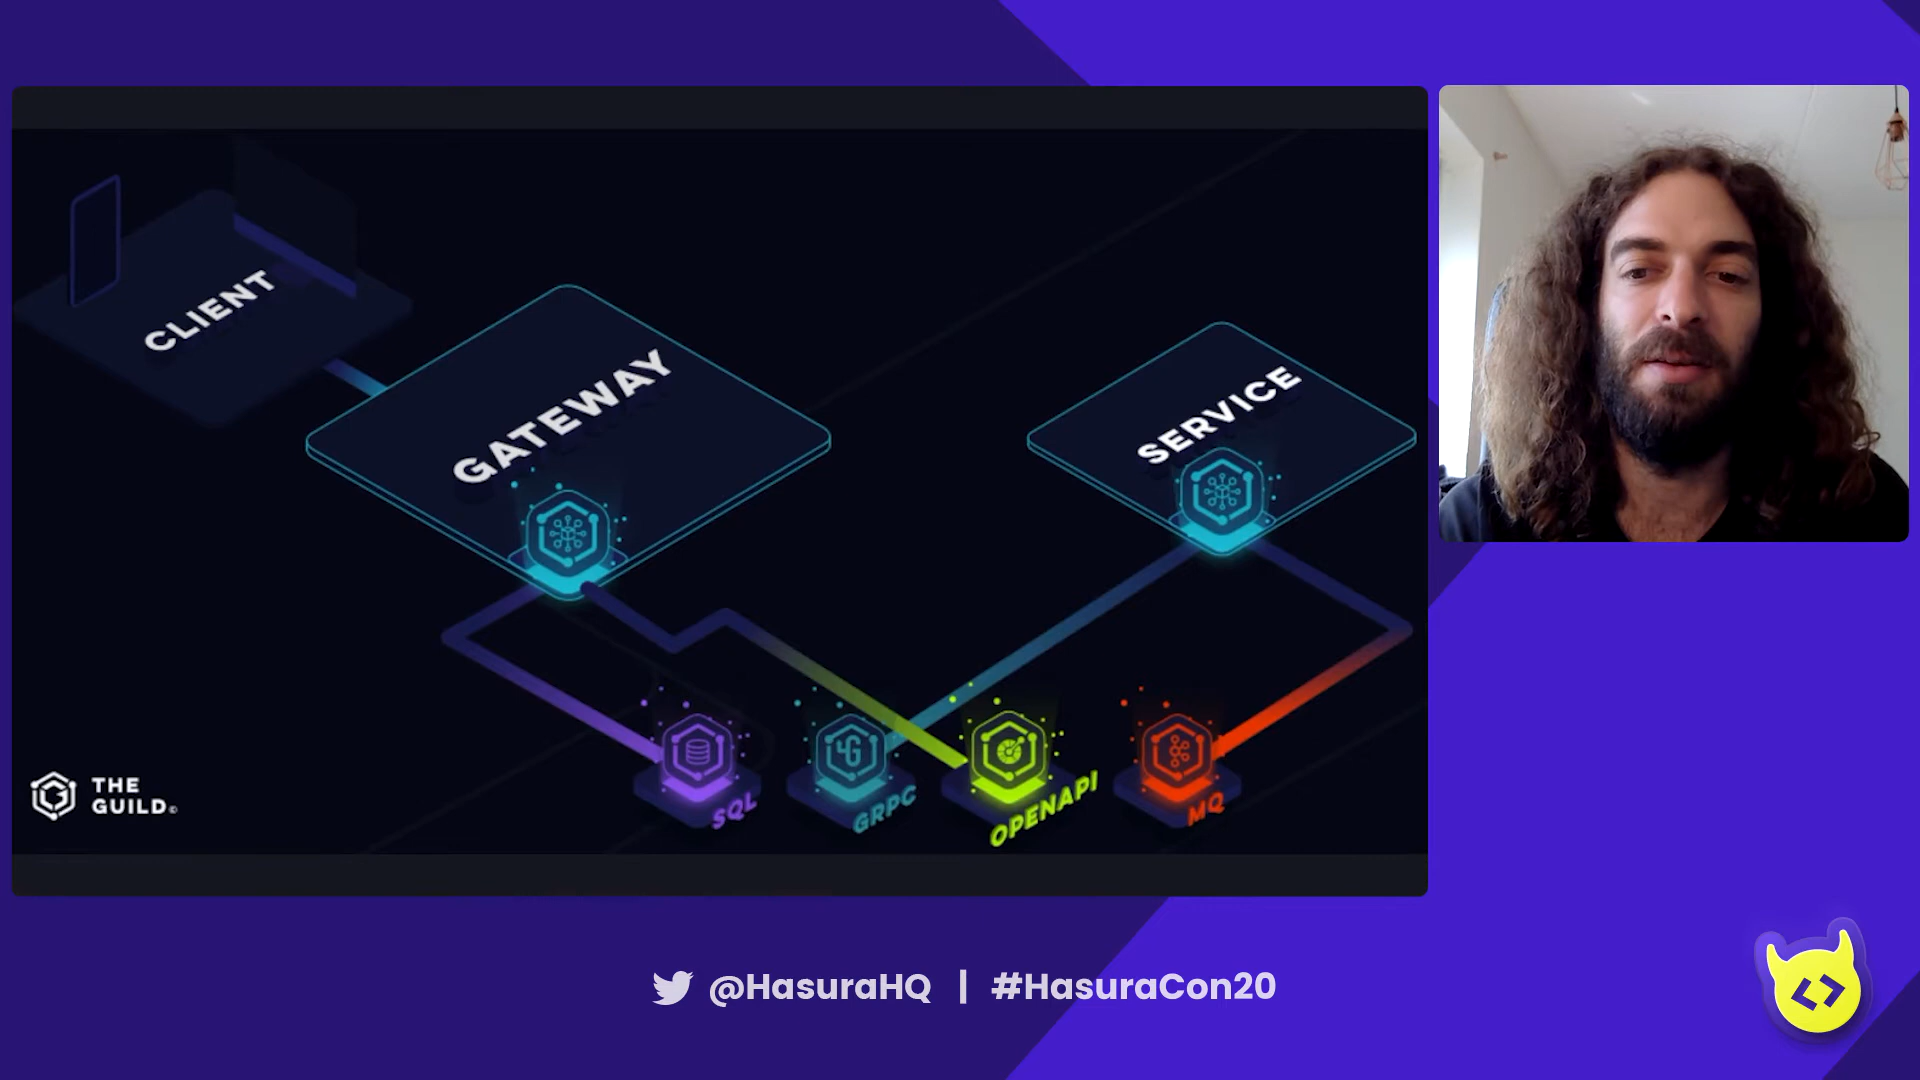 CLIENT
GATEWAY
SERVICE
SQL
GRPC
OPENAPI
MQ
THE
GUILD
@HasuraHQ | #HasuraCon20